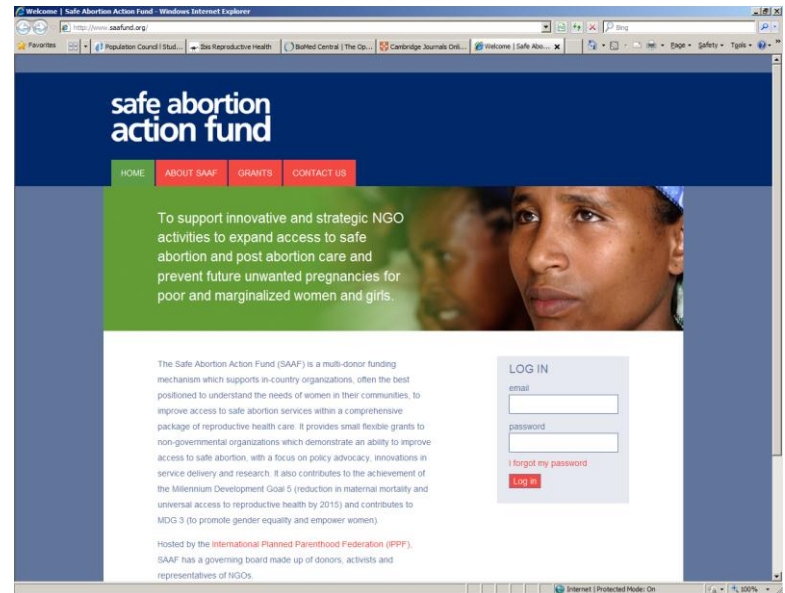 Welcome | Safe Abortion Action Fund - Windows Internet Explorer
http://www.saafund.org/
Bing
Favorites
Population Council | Stud...
Ibis Reproductive Health
BioMed Central | The Op...
Cambridge Journals Onli...
Welcome | Safe Abo...
Page
Safety
Tools
safe abortion
action fund
HOME
ABOUT SAAF
GRANTS
CONTACT US
To support innovative and strategic NGO
activities to expand access to safe
abortion and post abortion care and
prevent future unwanted pregnancies for
poor and marginalized women and girls.
The Safe Abortion Action Fund (SAAF) is a multi-donor funding
mechanism which supports in-country organizations, often the best
positioned to understand the needs of women in their communities, to
improve access to safe abortion services within a comprehensive
package of reproductive health care. It provides small flexible grants to
non-governmental organizations which demonstrate an ability to improve
access to safe abortion, with a focus on policy advocacy, innovations in
service delivery and research. It also contributes to the achievement of
the Millennium Development Goal 5 (reduction in maternal mortality and
universal access to reproductive health by 2015) and contributes to
MDG 3 (to promote gender equality and empower women).
Hosted by the International Planned Parenthood Federation (IPPF),
SAAF has a governing board made up of donors, activists and
representatives of NGOs.
LOG IN
email
password
I forgot my password
Log in
Internet | Protected Mode: On
100%